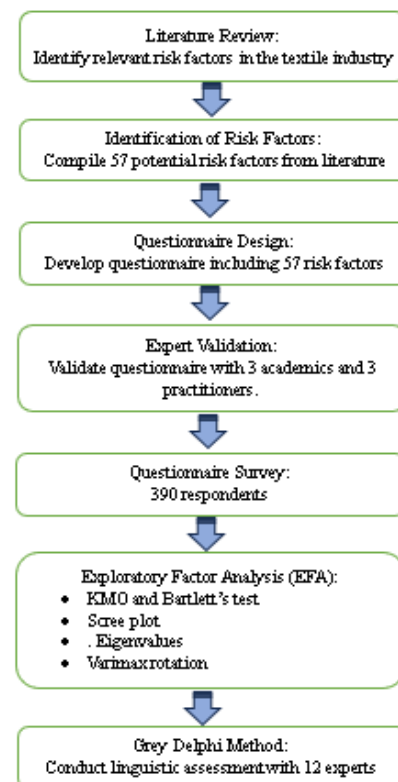 Literature Review:
Identify relevant risk factors in the textile industry
Identification of Risk Factors:
Compile 57 potential risk factors from literature
Questionnaire Design:
Develop questionnaire including 57 risk factors
Expert Validation:
Validate questionnaire with 3 academics and 3
practitioners.
Questionnaire Survey:
390 respondents
Exploratory Factor Analysis (EFA):
• KMO and Bartlett's test
• Scree plot
• . Eigenvalues
• Varimax rotation
Grey Delphi Method:
Conduct linguistic assessment with 12 experts